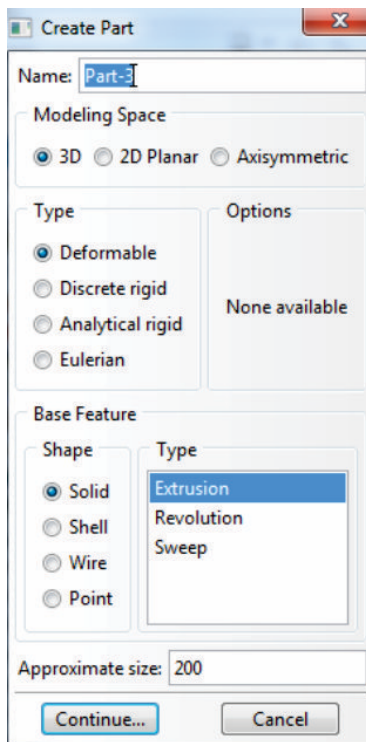 Create Part
Name: Part-3
Modeling Space
3D 2D Planar Axisymmetric
Type
Deformable
Discrete rigid
Analytical rigid
Eulerian
Options
None available
Base Feature
Shape
Solid
Shell
Wire
Point
Type
Extrusion
Revolution
Sweep
Approximate size: 200
Continue... Cancel